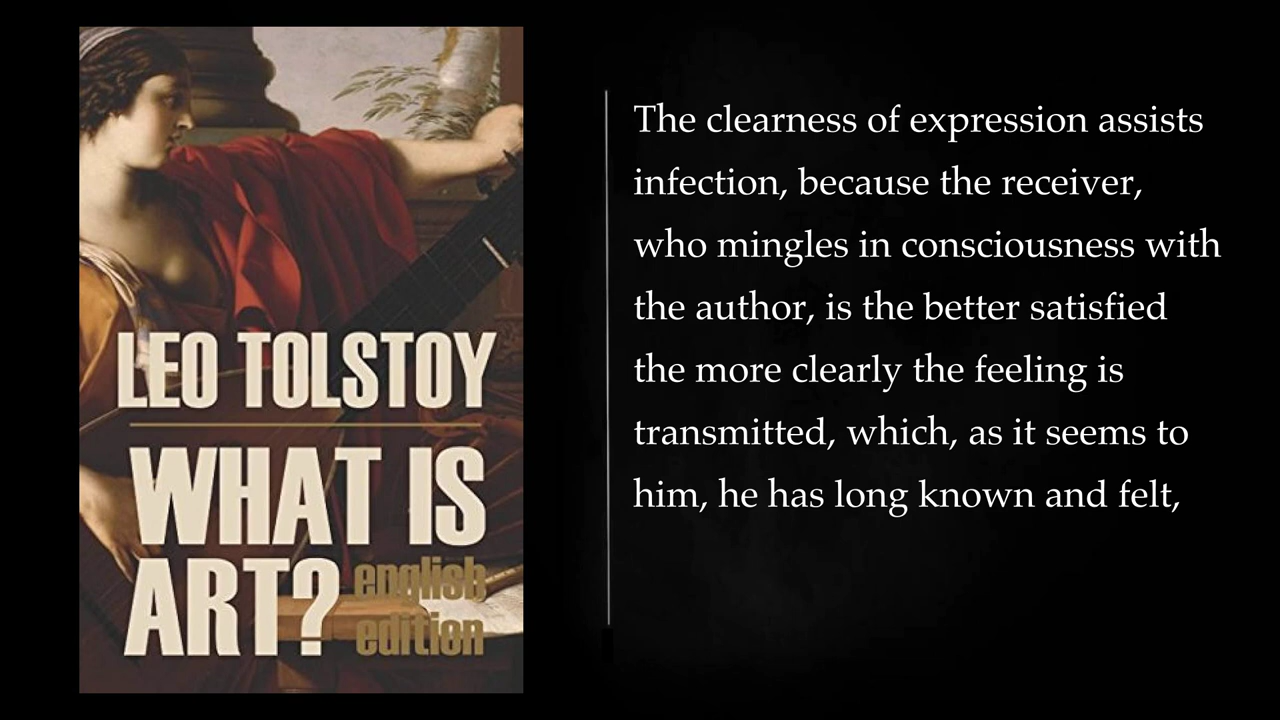 LEO TOLSTOY
WHAT IS
ART?
english
edition
The clearness of expression assists
infection, because the receiver,
who mingles in consciousness with
the author, is the better satisfied
the more clearly the feeling is
transmitted, which, as it seems to
him, he has long known and felt,